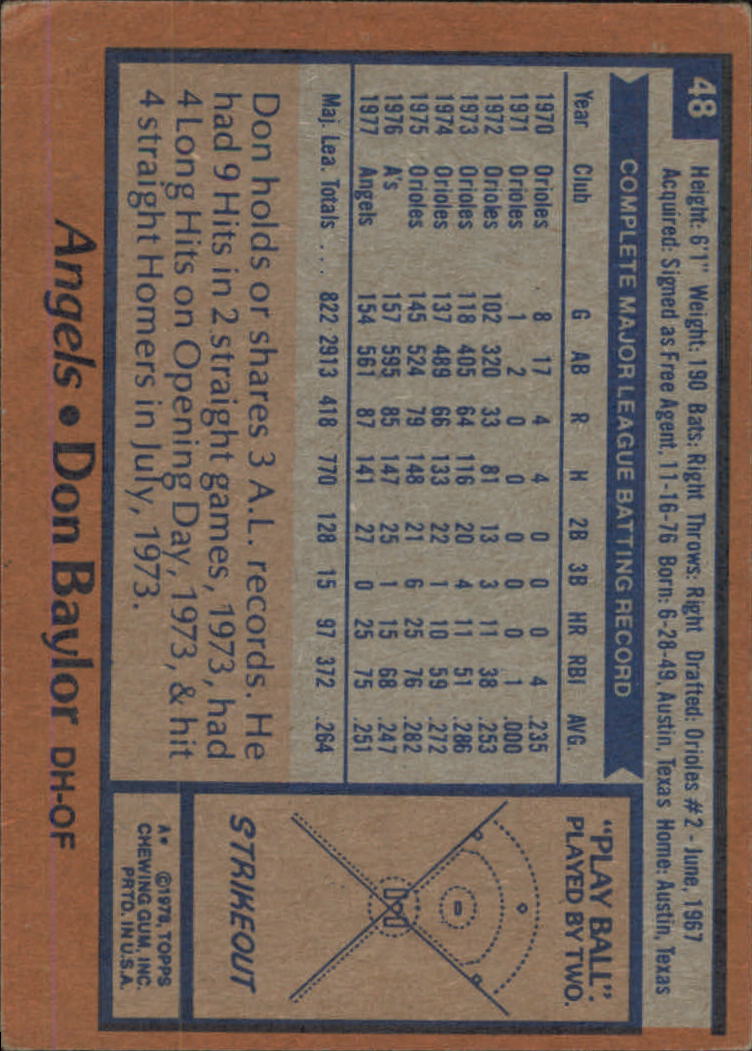 48
Height: 6'1" Weight: 190 Bats: Right Throws: Right Drafted: Orioles #2 - June, 1967
Acquired: Signed as Free Agent, 11-16-76 Born: 6-28-49, Austin, Texas Home: Austin, Texas
COMPLETE MAJOR LEAGUE BATTING RECORD
Year Club G AB R H 2B 3B HR RBI AVG.
1970 Orioles 8 17 4 4 0 0 0 4 .235
1971 Orioles 1 2 0 0 0 0 0 1 .000
1972 Orioles 102 320 33 81 13 3 11 38 .253
1973 Orioles 118 405 64 116 20 4 11 51 .286
1974 Orioles 137 489 66 133 22 1 10 59 .272
1975 Orioles 145 524 79 148 21 6 25 76 .282
1976 A's 157 595 85 147 25 1 15 68 .247
1977 Angels 154 561 87 141 27 0 25 75 .251
Maj. Lea. Totals ... 822 2913 418 770 128 15 97 372 .264
Don holds or shares 3 A.L. records. He
had 9 Hits in 2 straight games, 1973, had
4 Long Hits on Opening Day, 1973, & hit
4 straight Homers in July, 1973.
"PLAY BALL":
PLAYED BY TWO.
STRIKEOUT
A* ©1978, TOPPS
CHEWING GUM, INC.
PRTD. IN U.S.A.
Angels • Don Baylor DH-OF